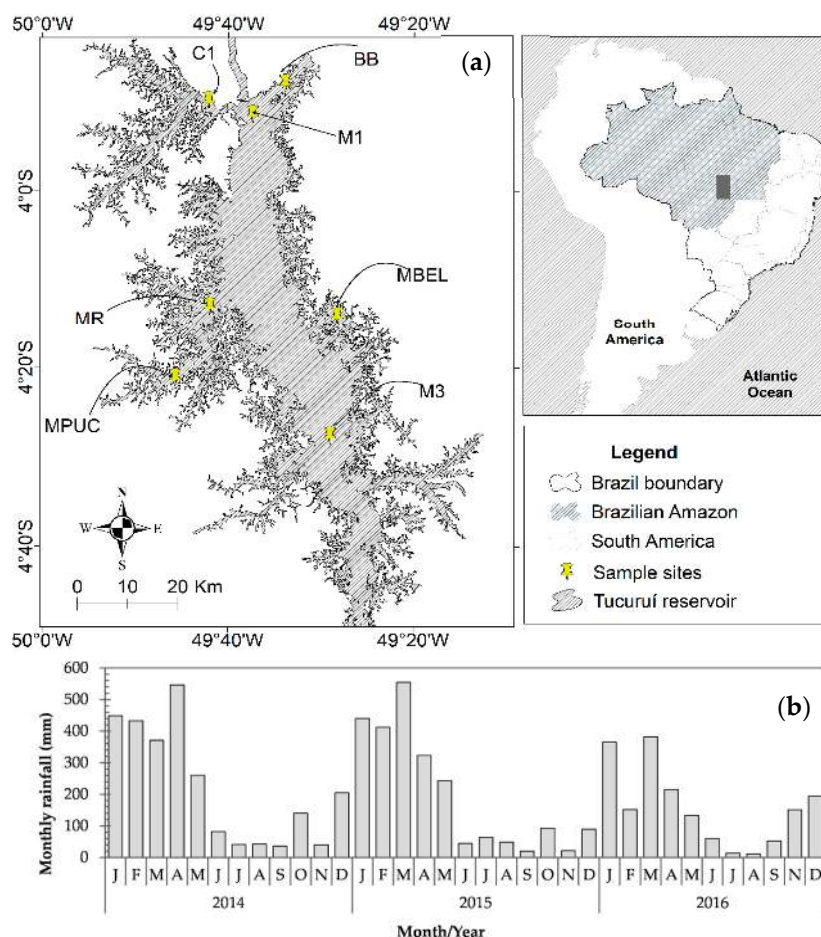 50°0'W 49°40'W 49°20'W
C1
BB
(a)
M1
4°0'S
MBEL
MR
4°20'S
M3
MPUC
N
W E
S
4°40'S
0 10 20 Km
50°0'W 49°40'W 49°20'W
South
America
Atlantic
Ocean
Legend
Brazil boundary
Brazilian Amazon
South America
Sample sites
Tucuruí reservoir
(b)
Monthly rainfall (mm)
600
500
400
300
200
100
0
J F M A M J J A S O N D J F M A M J J A S O N D J F M A M J J A S N D
2014 2015 2016
Month/Year